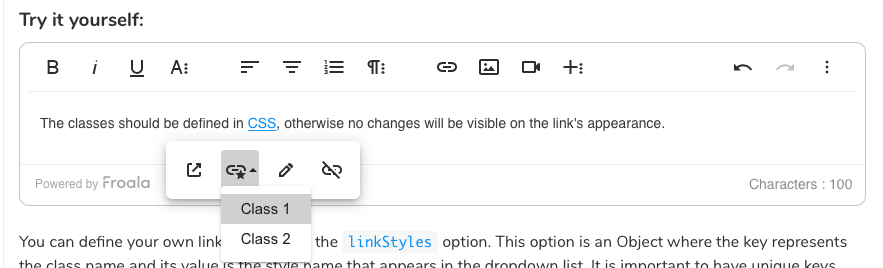 Try it yourself:
B i U A
The classes should be defined in CSS, otherwise no changes will be visible on the link's appearance.
Powered by Froala
Characters : 100
Class 1
Class 2
You can define your own link the linkStyles option. This option is an Object where the key represents
the class name and its value is the style name that appears in the dropdown list. It is important to have unique keys